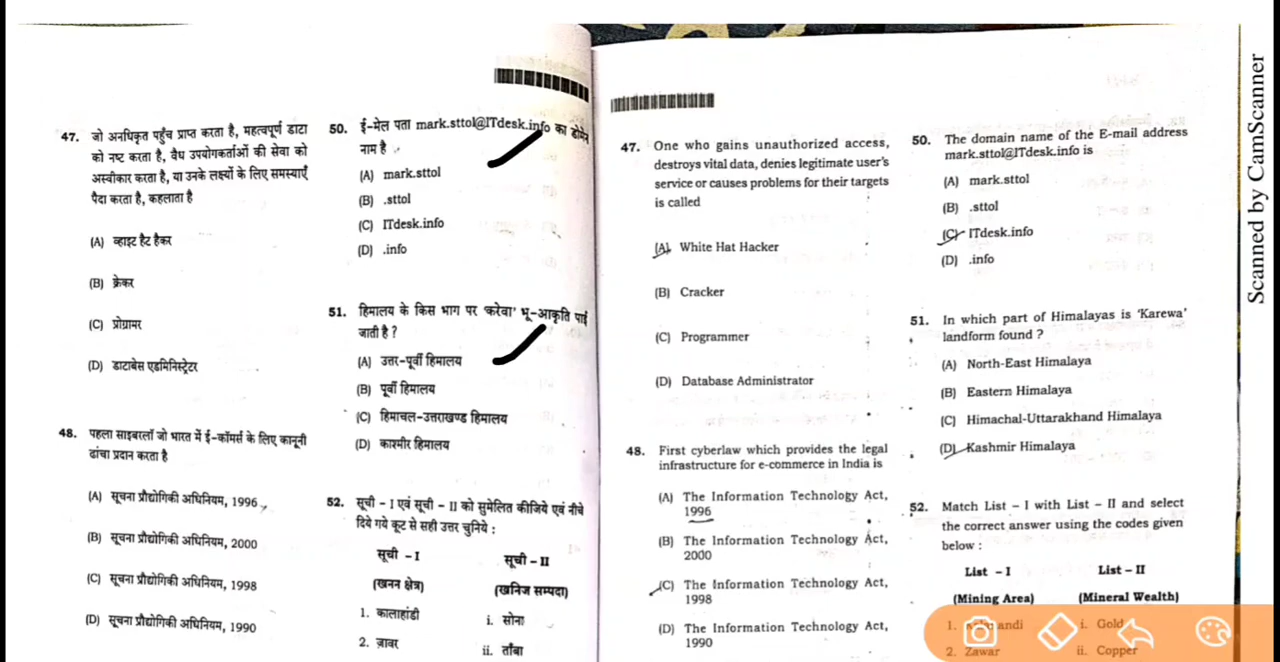 47. जो अनधिकृत पहुँच प्राप्त करता है, महत्वपूर्ण डाटा
को नष्ट करता है, वैध उपयोगकर्ताओं की सेवा को
अस्वीकार करता है, या उनके लक्ष्यों के लिए समस्याएँ
पैदा करता है, कहलाता है
(A) व्हाइट हैट हैकर
(B) क्रेकर
(C) प्रोग्रामर
(D) डाटाबेस एडमिनिस्ट्रेटर
48. पहला साइबरलॉ जो भारत में ई-कॉमर्स के लिए कानूनी
ढांचा प्रदान करता है
(A) सूचना प्रौद्योगिकी अधिनियम, 1996
(B) सूचना प्रौद्योगिकी अधिनियम, 2000
(C) सूचना प्रौद्योगिकी अधिनियम, 1998
(D) सूचना प्रौद्योगिकी अधिनियम, 1990
50. ई-मेल पता mark.sttol@ITdesk.info का डोमेन
नाम है
(A) mark.sttol
(B) .sttol
(C) ITdesk.info
(D) .info
51. हिमालय के किस भाग पर 'करेवा' भू-आकृति पाई
जाती है ?
(A) उत्तर-पूर्वी हिमालय
(B) पूर्वी हिमालय
(C) हिमाचल-उत्तराखण्ड हिमालय
(D) काश्मीर हिमालय
52. सूची - I एवं सूची - II को सुमेलित कीजिये एवं नीचे
दिये गये कूट से सही उत्तर चुनिये :
सूची - I सूची - II
(खनन क्षेत्र) (खनिज सम्पदा)
1. कालाहांडी i. सोना
2. ज़ावर ii. ताँबा
47. One who gains unauthorized access,
destroys vital data, denies legitimate user's
service or causes problems for their targets
is called
(A) White Hat Hacker
(B) Cracker
(C) Programmer
(D) Database Administrator
48. First cyberlaw which provides the legal
infrastructure for e-commerce in India is
(A) The Information Technology Act,
1996
(B) The Information Technology Act,
2000
(C) The Information Technology Act,
1998
(D) The Information Technology Act,
1990
50. The domain name of the E-mail address
mark.sttol@ITdesk.info is
(A) mark.sttol
(B) .sttol
(C) ITdesk.info
(D) .info
51. In which part of Himalayas is 'Karewa'
landform found ?
(A) North-East Himalaya
(B) Eastern Himalaya
(C) Himachal-Uttarakhand Himalaya
(D) Kashmir Himalaya
52. Match List - I with List - II and select
the correct answer using the codes given
below :
List - I List - II
(Mining Area) (Mineral Wealth)
1. i. Gold
2. Zawar ii. Copper
Scanned by CamScanner